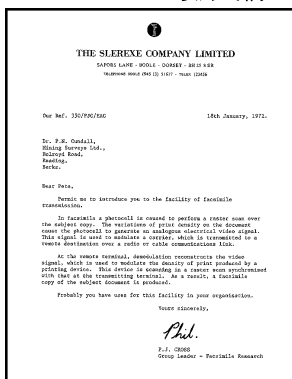 THE SLEREXE COMPANY LIMITED
SAPORS LANE - BOOLE - DORSET - BH 25 8 ER
TELEPHONE BOOLE (945 13) 51617 - TELEX 123456
Our Ref. 350/PJC/EAC 18th January, 1972.
Dr. P.N. Cundall,
Mining Surveys Ltd.,
Holroyd Road,
Reading,
Berks.
Dear Pete,
Permit me to introduce you to the facility of facsimile
transmission.
In facsimile a photocell is caused to perform a raster scan over
the subject copy. The variations of print density on the document
cause the photocell to generate an analogous electrical video signal.
This signal is used to modulate a carrier, which is transmitted to a
remote destination over a radio or cable communications link.
At the remote terminal, demodulation reconstructs the video
signal, which is used to modulate the density of print produced by a
printing device. This device is scanning in a raster scan synchronised
with that at the transmitting terminal. As a result, a facsimile
copy of the subject document is produced.
Probably you have uses for this facility in your organisation.
Yours sincerely,
Phil.
P.J. CROSS
Group Leader - Facsimile Research